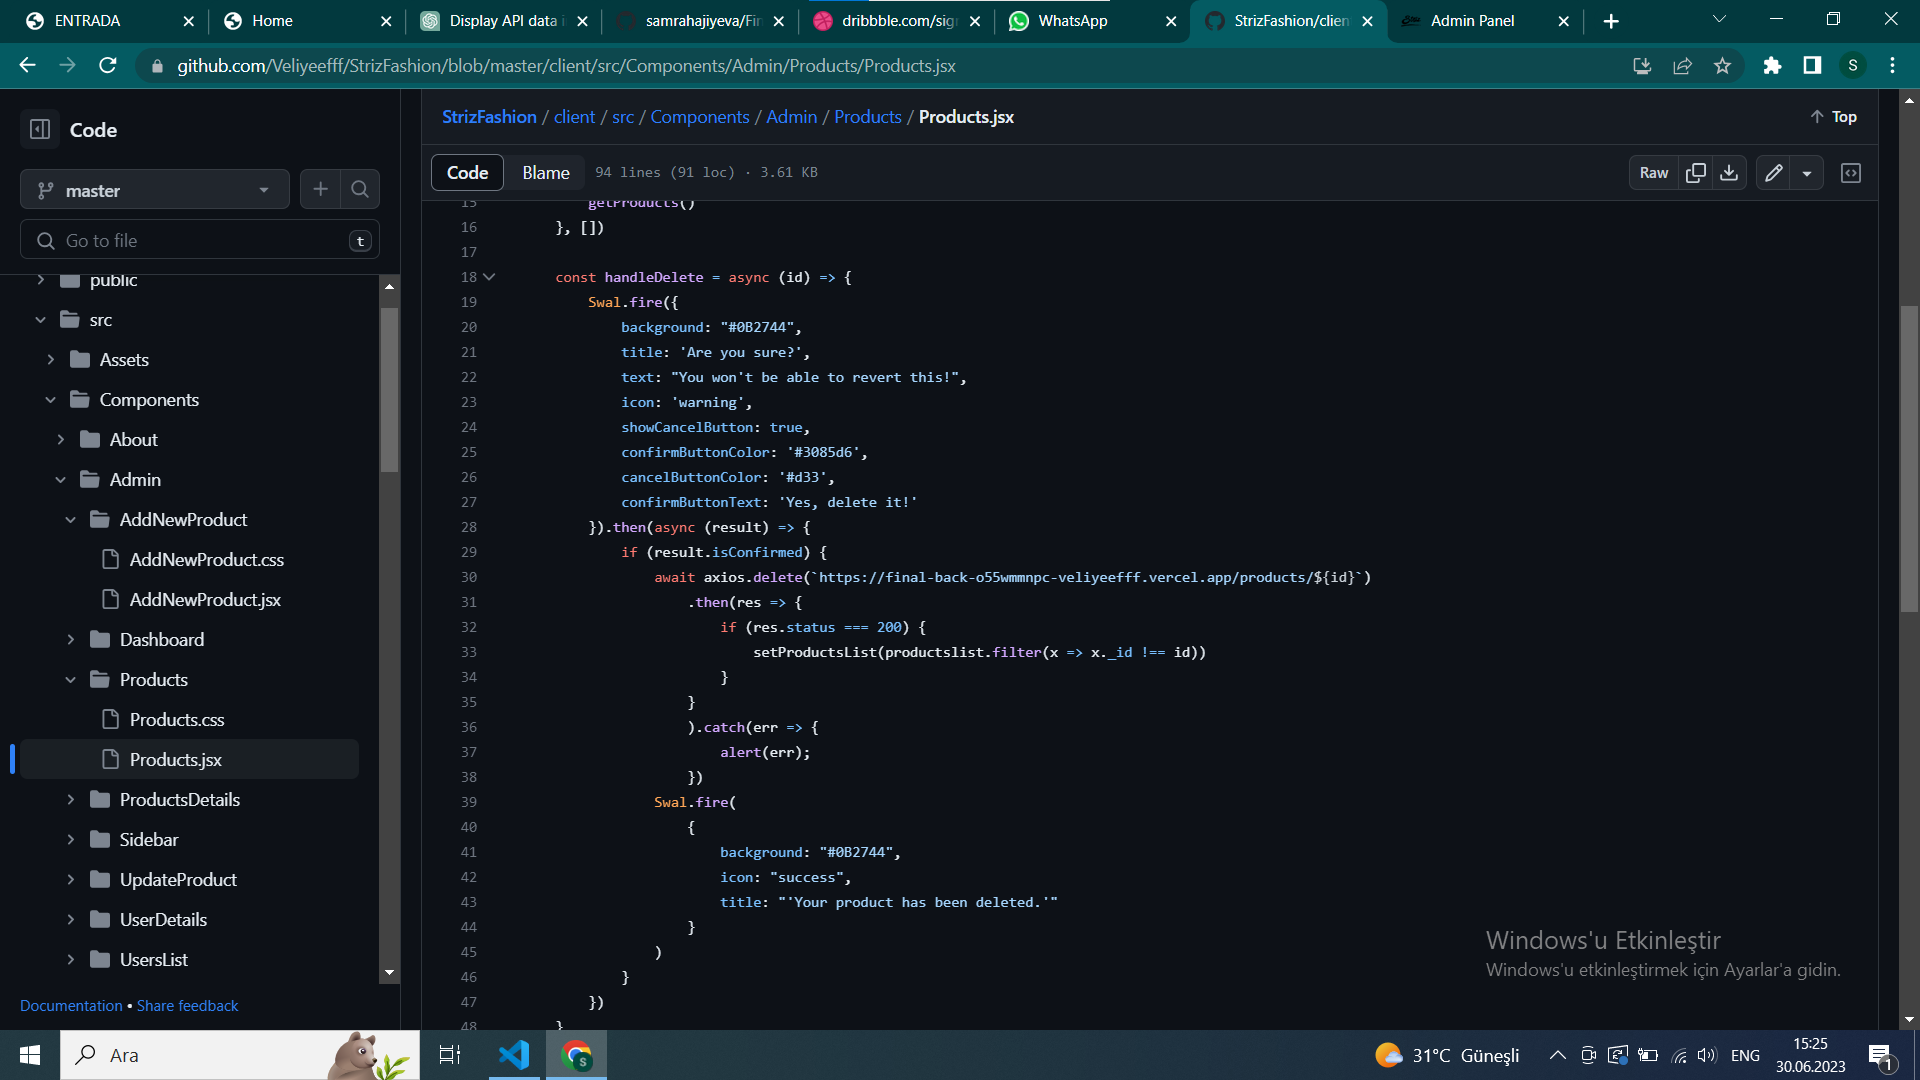 ENTRADA
Home
Display API data i
samrahajiyeva/Fin
dribbble.com/sign
WhatsApp
StrizFashion/clien
Admin Panel
github.com/Veliyeefff/StrizFashion/blob/master/client/src/Components/Admin/Products/Products.jsx
S
Code
master
Go to file
t
public
src
Assets
Components
About
Admin
AddNewProduct
AddNewProduct.css
AddNewProduct.jsx
Dashboard
Products
Products.css
Products.jsx
ProductsDetails
Sidebar
UpdateProduct
UserDetails
UsersList
Documentation • Share feedback
StrizFashion / client / src / Components / Admin / Products / Products.jsx
Top
Code Blame 94 lines (91 loc) · 3.61 KB
Raw
15 getProducts()
16 }, [])
17
18 const handleDelete = async (id) => {
19 Swal.fire({
20 background: "#0B2744",
21 title: 'Are you sure?',
22 text: "You won't be able to revert this!",
23 icon: 'warning',
24 showCancelButton: true,
25 confirmButtonColor: '#3085d6',
26 cancelButtonColor: '#d33',
27 confirmButtonText: 'Yes, delete it!'
28 }).then(async (result) => {
29 if (result.isConfirmed) {
30 await axios.delete(`https://final-back-o55wmmnpc-veliyeefff.vercel.app/products/${id}`)
31 .then(res => {
32 if (res.status === 200) {
33 setProductsList(productslist.filter(x => x._id !== id))
34 }
35 }
36 ).catch(err => {
37 alert(err);
38 })
39 Swal.fire(
40 {
41 background: "#0B2744",
42 icon: "success",
43 title: "'Your product has been deleted.'"
44 }
45 )
46 }
47 })
48 }
Windows'u Etkinleştir
Windows'u etkinleştirmek için Ayarlar'a gidin.
Ara
S
31°C Güneşli
ENG
15:25
30.06.2023
1